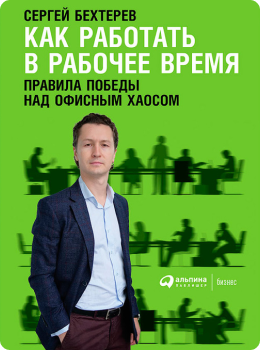 СЕРГЕЙ БЕХТЕРЕВ
КАК РАБОТАТЬ
В РАБОЧЕЕ ВРЕМЯ
ПРАВИЛА ПОБЕДЫ
НАД ОФИСНЫМ ХАОСОМ
альпина
паблишер
бизнес